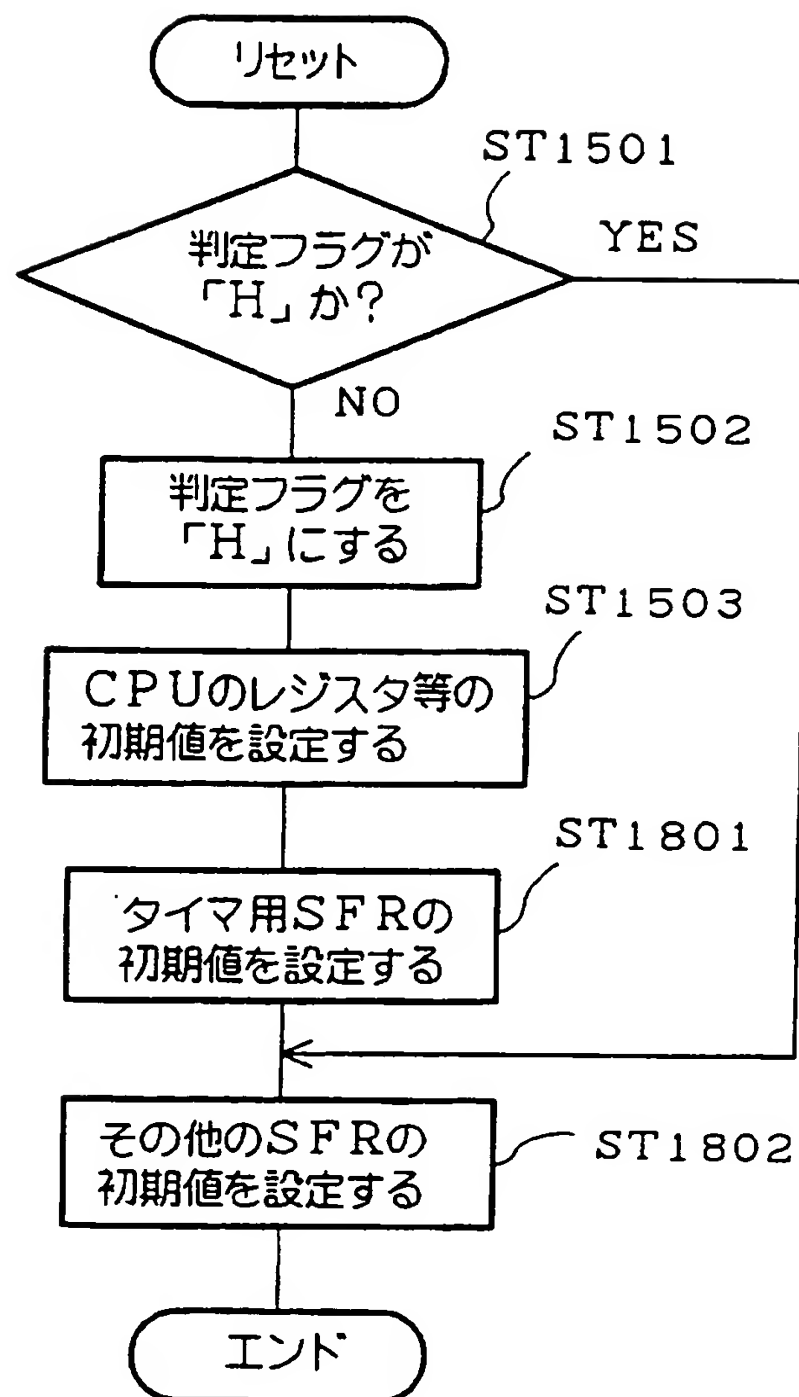 リセット
ST1501
判定フラグが
「H」か?
YES
NO
ST1502
判定フラグを
「H」にする
ST1503
CPUのレジスタ等の
初期値を設定する
ST1801
タイマ用SFRの
初期値を設定する
その他のSFRの
初期値を設定する
ST1802
エンド